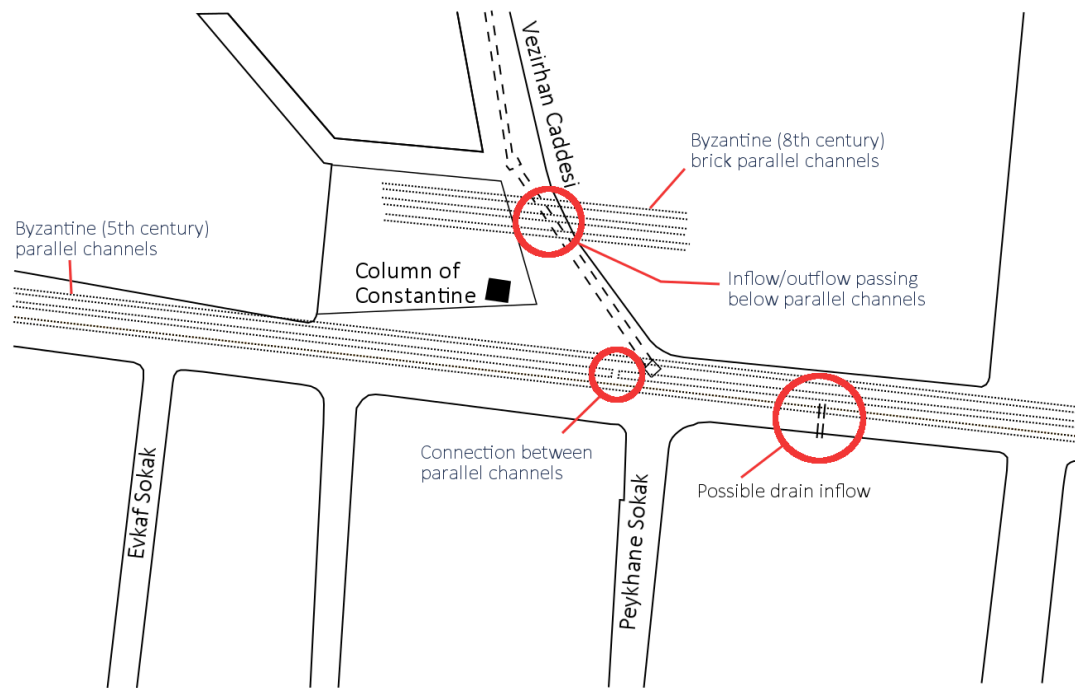 Vezirhan Caddesi
Byzantine (8th century)
brick parallel channels
Byzantine (5th century)
parallel channels
Column of
Constantine
Inflow/outflow passing
below parallel channels
Connection between
parallel channels
Possible drain inflow
Evkaf Sokak
Peykhane Sokak